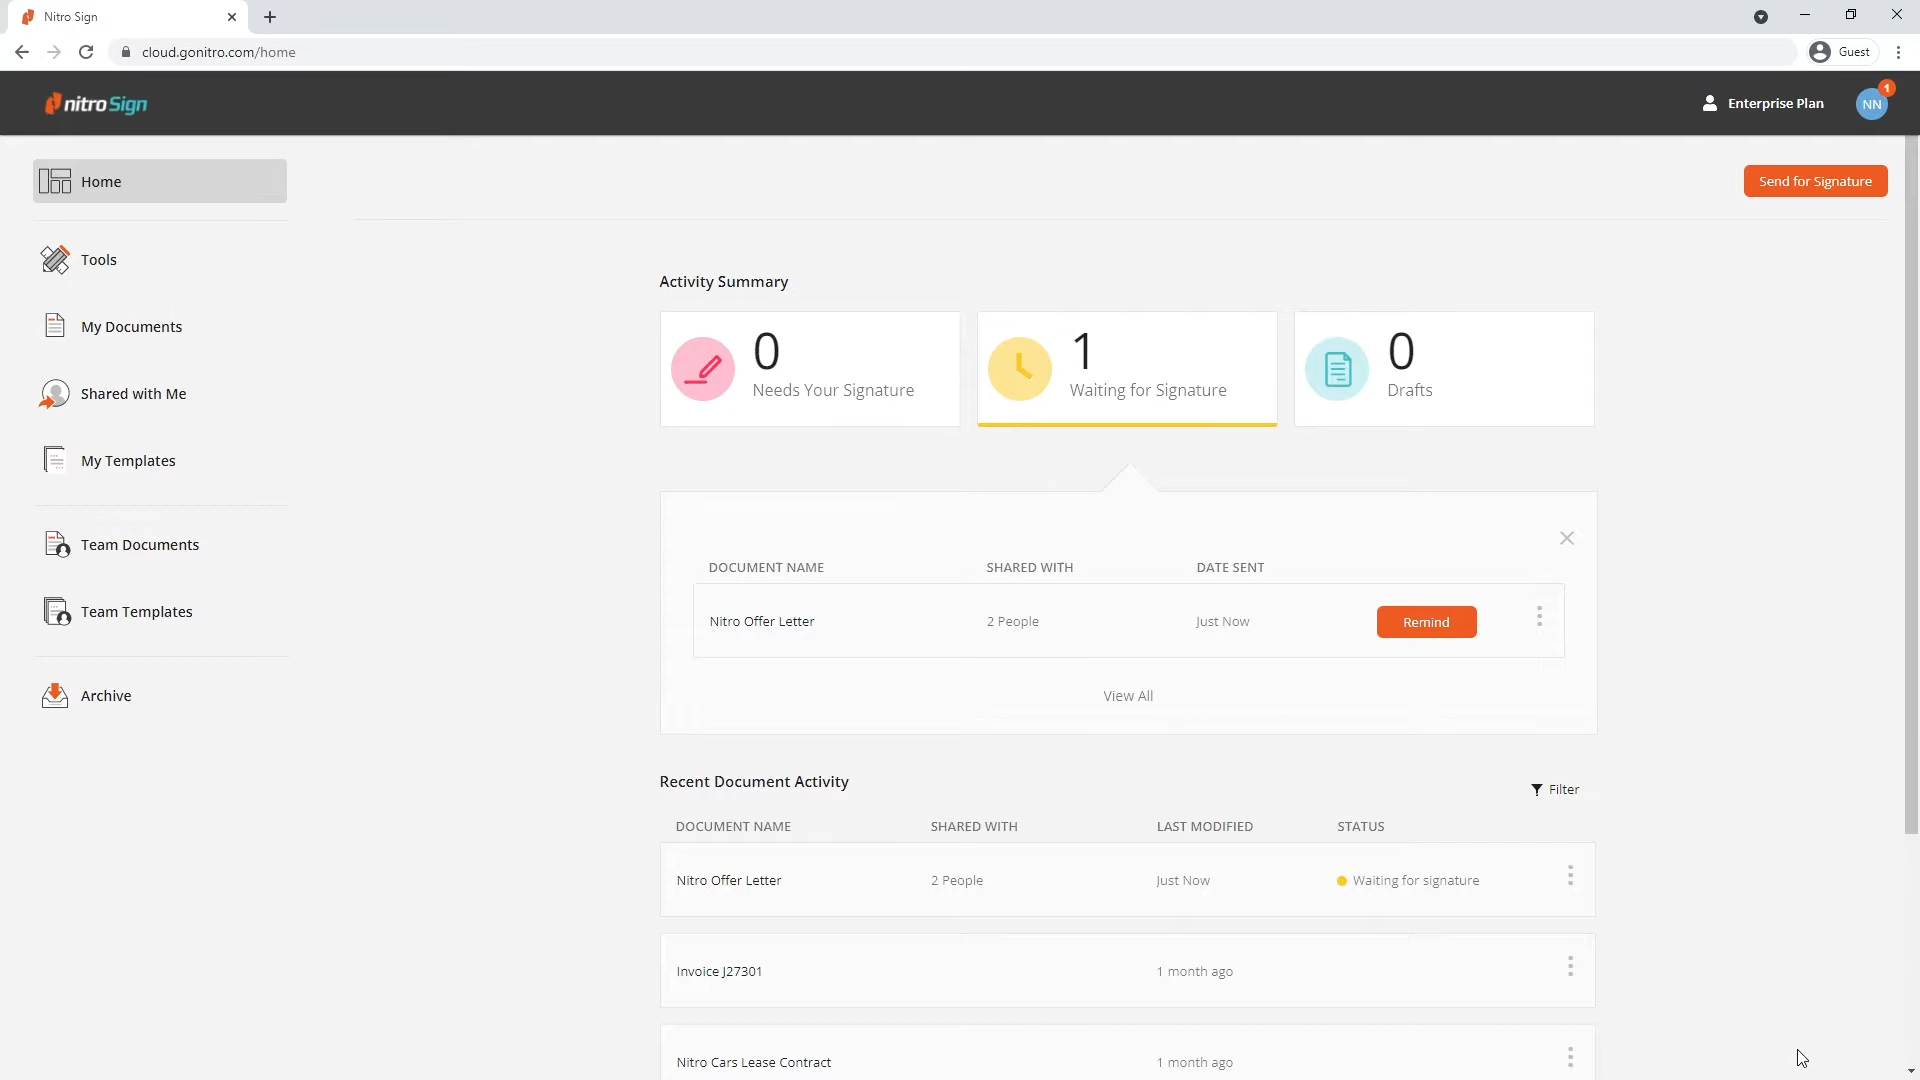 Nitro Sign
cloud.gonitro.com/home
Guest
nitro Sign
Enterprise Plan
NN
1
Home
Send for Signature
Tools
My Documents
Shared with Me
My Templates
Team Documents
Team Templates
Archive
Activity Summary
0
Needs Your Signature
1
Waiting for Signature
0
Drafts
DOCUMENT NAME SHARED WITH DATE SENT
Nitro Offer Letter 2 People Just Now Remind
View All
Recent Document Activity
Filter
DOCUMENT NAME SHARED WITH LAST MODIFIED STATUS
Nitro Offer Letter 2 People Just Now Waiting for signature
Invoice J27301 1 month ago
Nitro Cars Lease Contract 1 month ago